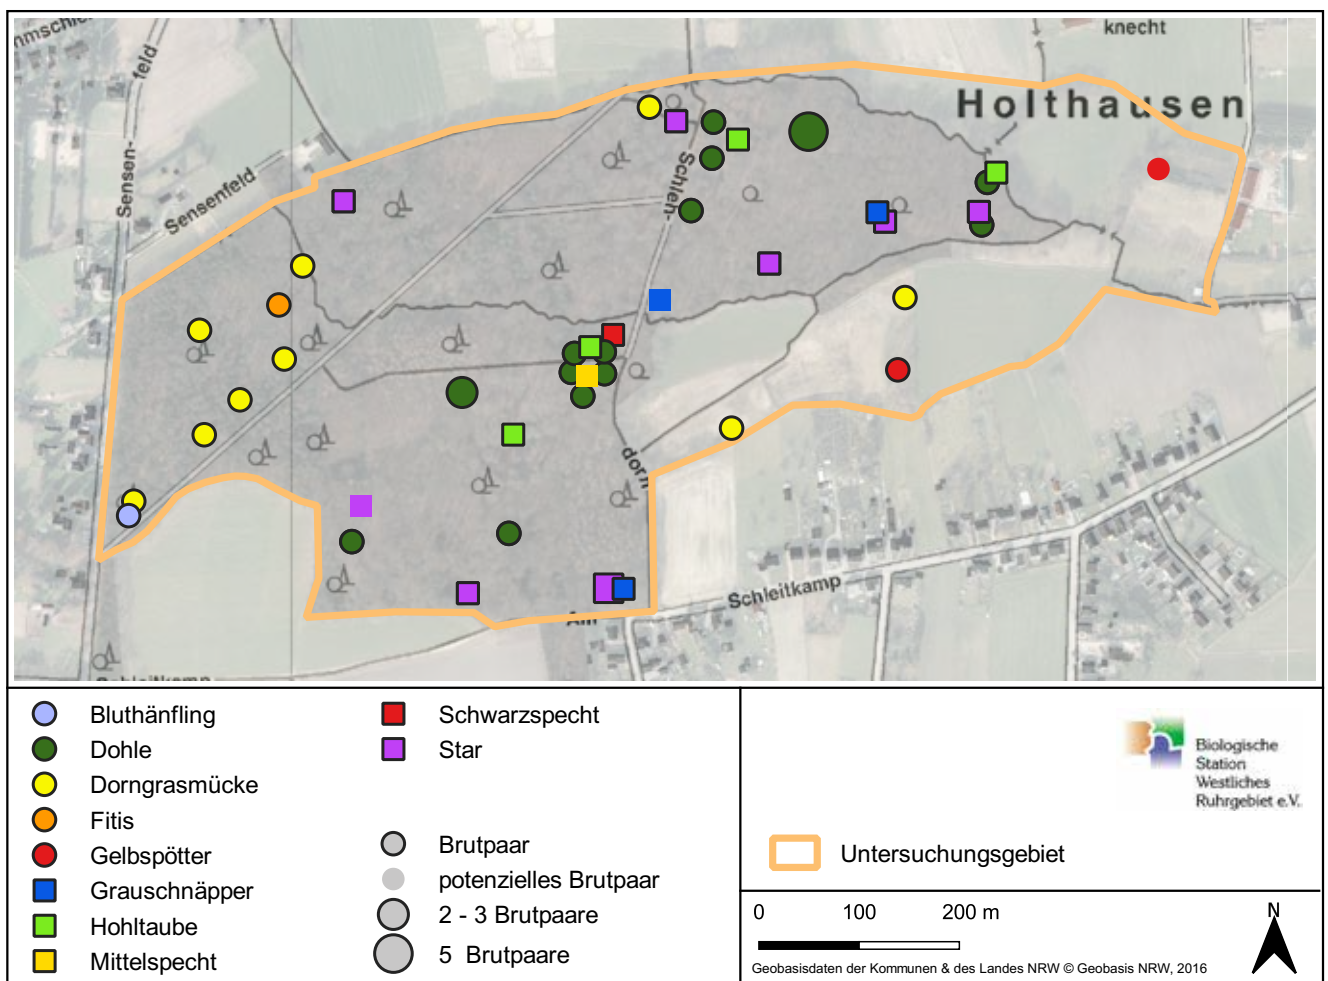 knecht
Holthausen
Sensen-
feld
Sensenfeld
Schlen-
dorn
Schleitkamp
Am
Schleitkamp
Bluthänfling
Dohle
Dorngrasmücke
Fitis
Gelbspötter
Grauschnäpper
Hohltaube
Mittelspecht
Schwarzspecht
Star
Brutpaar
potenzielles Brutpaar
2 - 3 Brutpaare
5 Brutpaare
Biologische
Station
Westliches
Ruhrgebiet e.V.
Untersuchungsgebiet
0 100 200 m
N
Geobasisdaten der Kommunen & des Landes NRW © Geobasis NRW, 2016